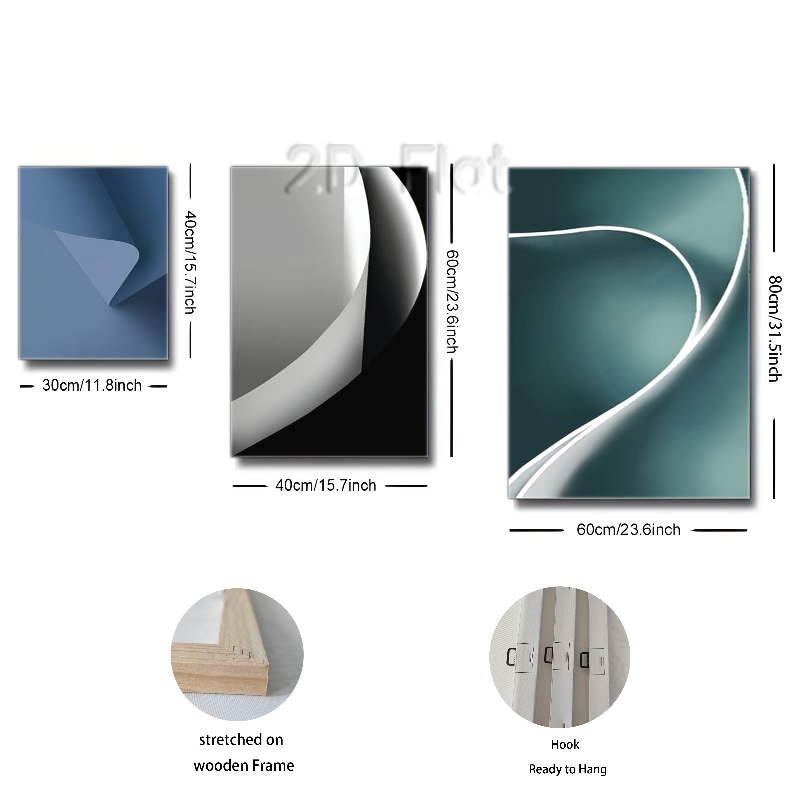 2D Flat
40cm/15.7inch
30cm/11.8inch
60cm/23.6inch
40cm/15.7inch
80cm/31.5inch
60cm/23.6inch
stretched on
wooden Frame
Hook
Ready to Hang